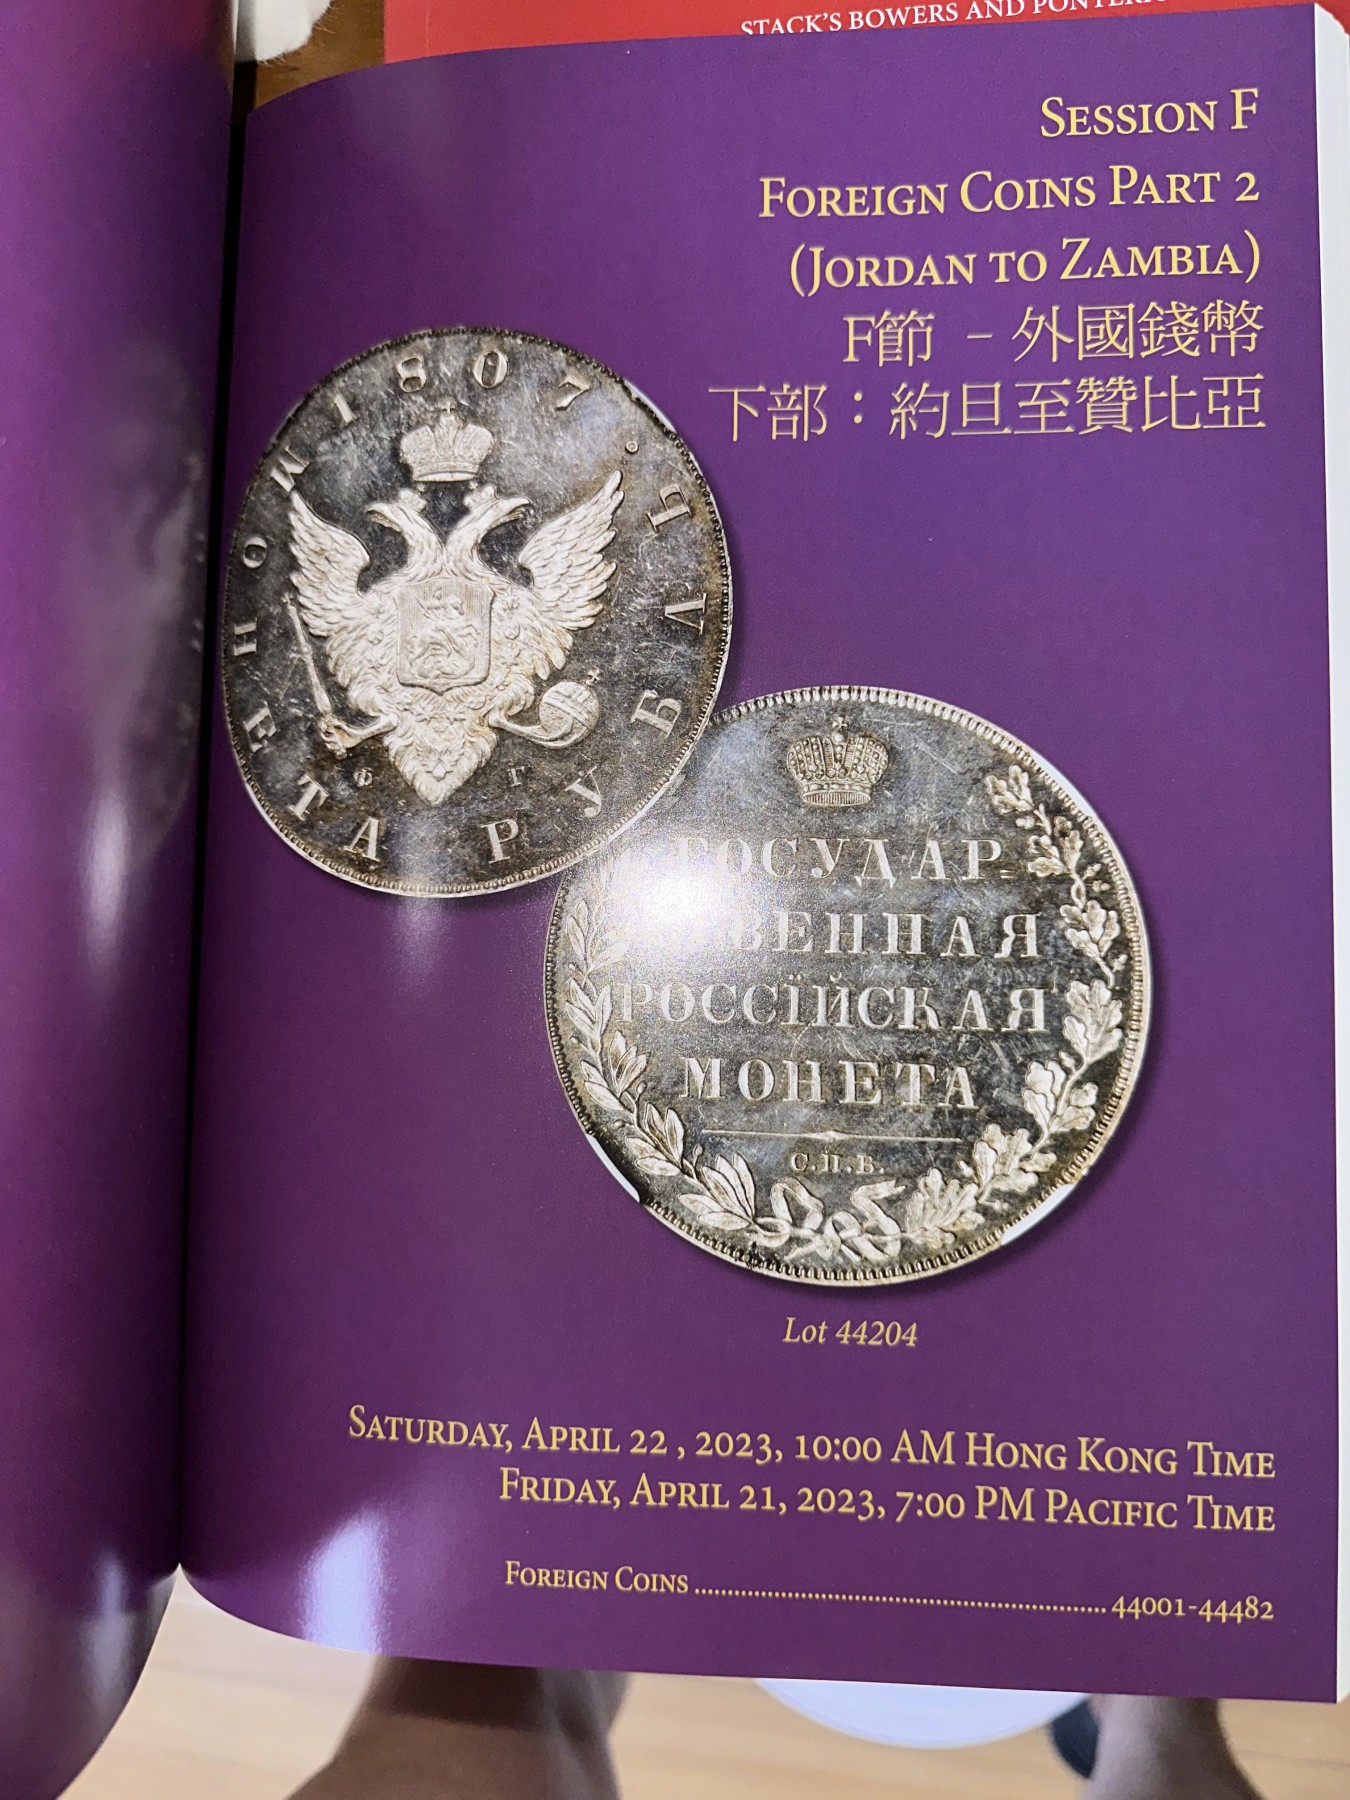 STACK'S BOWERS AND
SESSION F
FOREIGN COINS PART 2
(JORDAN TO ZAMBIA)
F節 - 外國錢幣
下部：約旦至贊比亞
МОНЕТА РУБЛЬ. 1807
Ф Г
ГОСУДАР
ВЕННАЯ
РОССІЙСКАЯ
МОНЕТА
С.П.Б.
Lot 44204
SATURDAY, APRIL 22 , 2023, 10:00 AM HONG KONG TIME
FRIDAY, APRIL 21, 2023, 7:00 PM PACIFIC TIME
FOREIGN COINS .............................................................. 44001-44482